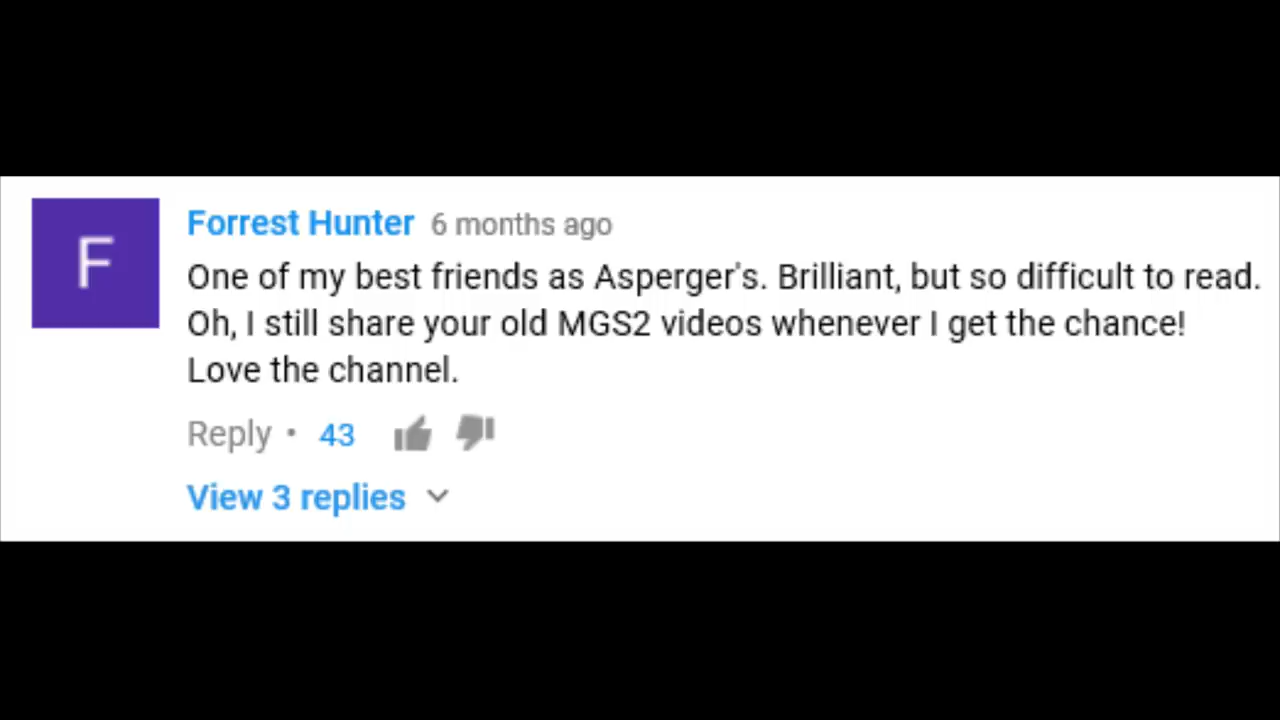 F
Forrest Hunter 6 months ago
One of my best friends as Asperger's. Brilliant, but so difficult to read.
Oh, I still share your old MGS2 videos whenever I get the chance!
Love the channel.
Reply • 43
View 3 replies